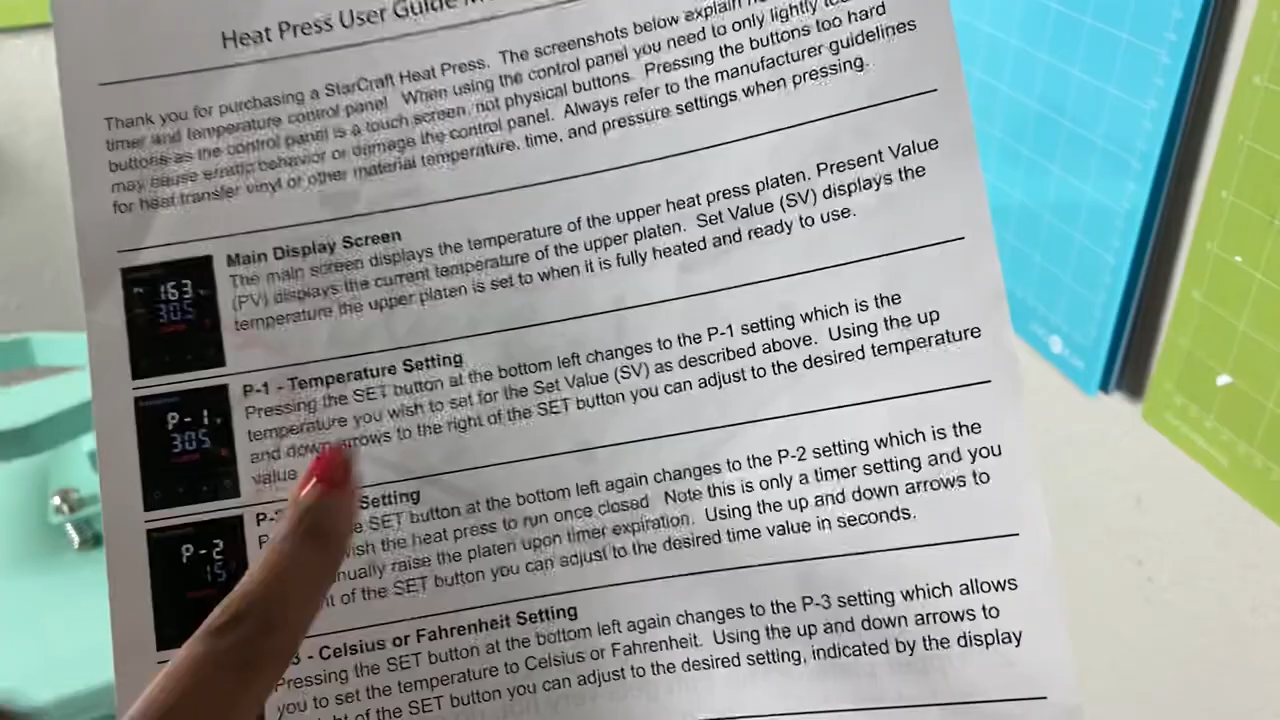 Heat Press User Guide
Thank you for purchasing a StarCraft Heat Press. The screenshots below explain
timer and temperature control panel. When using the control panel you need to only lightly
buttons as the control panel is a touch screen, not physical buttons. Pressing the buttons too hard
may cause erratic behavior or damage the control panel. Always refer to the manufacturer guidelines
for heat transfer vinyl or other material temperature, time, and pressure settings when pressing.
Main Display Screen
The main screen displays the temperature of the upper heat press platen. Present Value
(PV) displays the current temperature of the upper platen. Set Value (SV) displays the
temperature the upper platen is set to when it is fully heated and ready to use.
163
305
P-1 - Temperature Setting
Pressing the SET button at the bottom left changes to the P-1 setting which is the
temperature you wish to set for the Set Value (SV) as described above. Using the up
and down arrows to the right of the SET button you can adjust to the desired temperature
value
P-1
305
Setting
SET button at the bottom left again changes to the P-2 setting which is the
wish the heat press to run once closed. Note this is only a timer setting and you
raise the platen upon timer expiration. Using the up and down arrows to
of the SET button you can adjust to the desired time value in seconds.
P-2
15
- Celsius or Fahrenheit Setting
Pressing the SET button at the bottom left again changes to the P-3 setting which allows
you to set the temperature to Celsius or Fahrenheit. Using the up and down arrows to
of the SET button you can adjust to the desired setting, indicated by the display